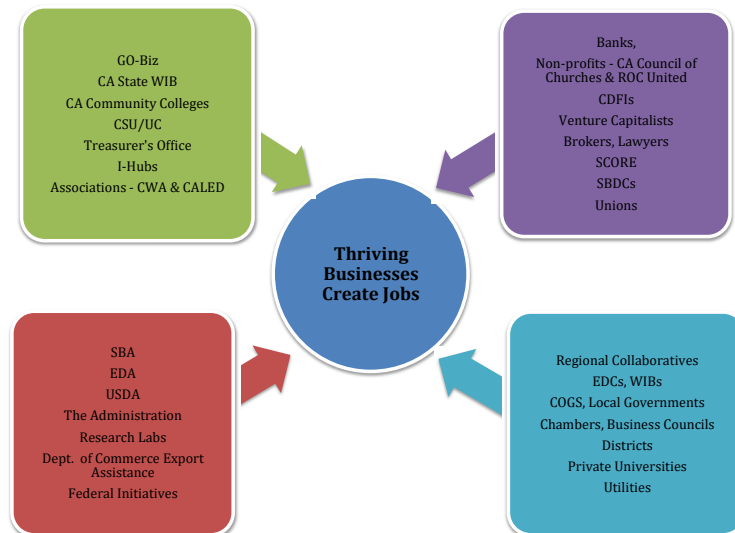 GO-Biz
CA State WIB
CA Community Colleges
CSU/UC
Treasurer's Office
I-Hubs
Associations - CWA & CALED
Banks,
Non-profits - CA Council of
Churches & ROC United
CDFIs
Venture Capitalists
Brokers, Lawyers
SCORE
SBDCs
Unions
Thriving
Businesses
Create Jobs
SBA
EDA
USDA
The Administration
Research Labs
Dept. of Commerce Export
Assistance
Federal Initiatives
Regional Collaboratives
EDCs, WIBs
COGS, Local Governments
Chambers, Business Councils
Districts
Private Universities
Utilities